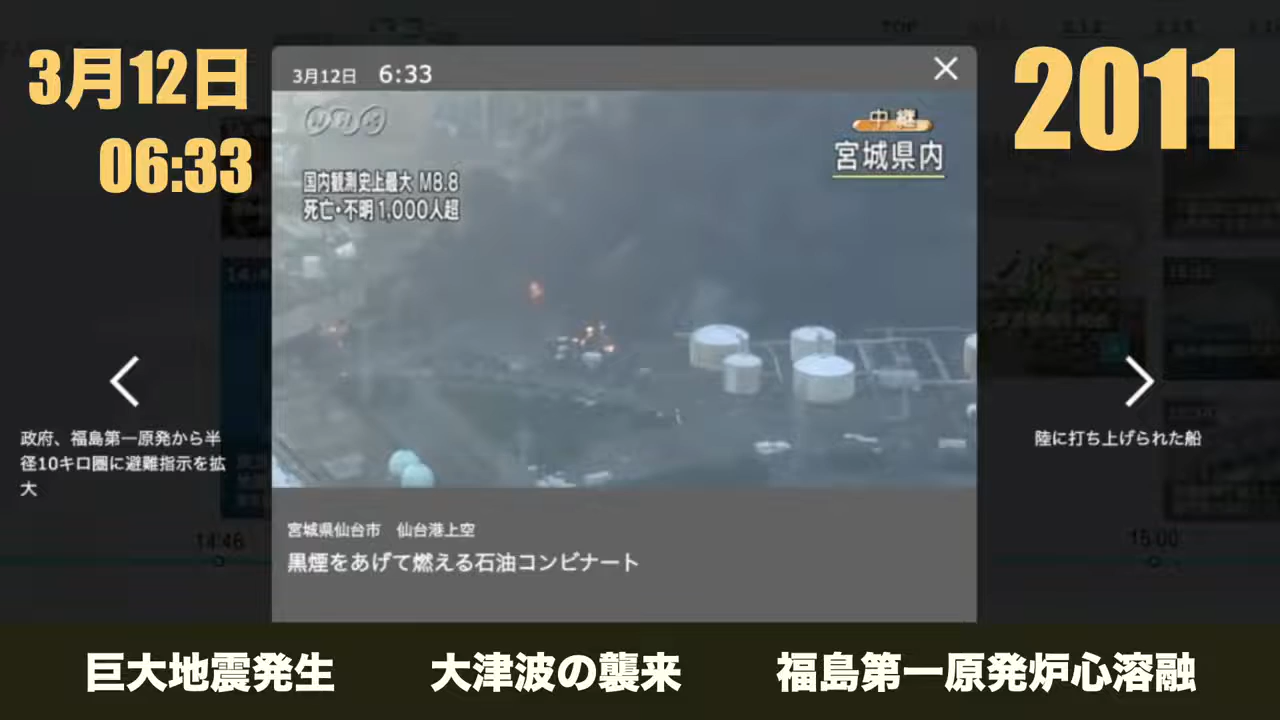 3月12日
06:33
2011
3月12日 6:33
NHK
中継
宮城県内
国内観測史上最大 M8.8
死亡・不明1,000人超
政府、福島第一原発から半
径10キロ圏に避難指示を拡
大
陸に打ち上げられた船
宮城県仙台市 仙台港上空
黒煙をあげて燃える石油コンビナート
14:46
15:00
巨大地震発生 大津波の襲来 福島第一原発炉心溶融